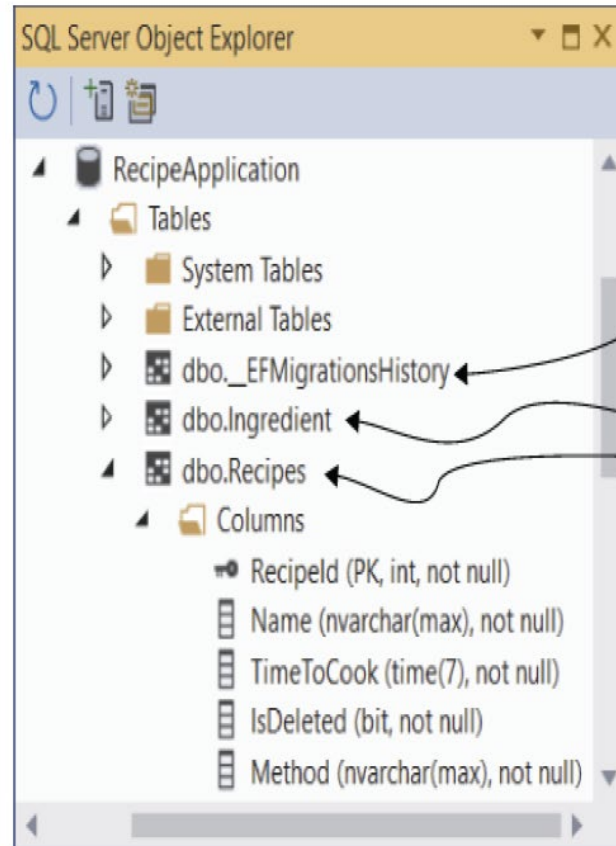 SQL Server Object Explorer
RecipeApplication
Tables
System Tables
External Tables
dbo.__EFMigrationsHistory
dbo.Ingredient
dbo.Recipes
Columns
RecipeId (PK, int, not null)
Name (nvarchar(max), not null)
TimeToCook (time(7), not null)
IsDeleted (bit, not null)
Method (nvarchar(max), not null)